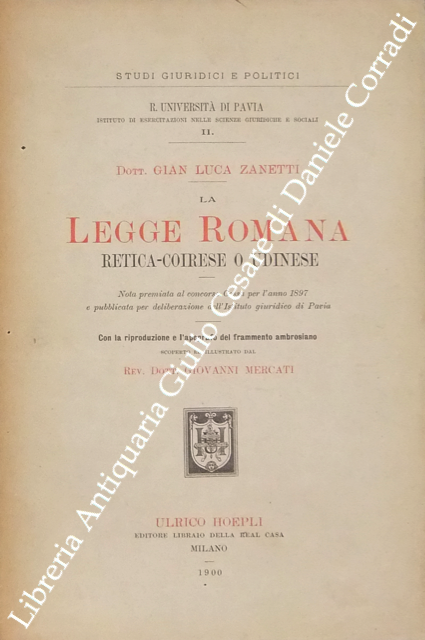 STUDI GIURIDICI E POLITICI
R. UNIVERSITÀ DI PAVIA
ISTITUTO DI ESERCITAZIONI NELLE SCIENZE GIURIDICHE E SOCIALI
II.
DOTT. GIAN LUCA ZANETTI
LA
LEGGE ROMANA
RETICA-COIRESE O UDINESE
Nota premiata al concorso per l'anno 1897
e pubblicata per deliberazione dell'Istituto giuridico di Pavia
Con la riproduzione e l'apparato del frammento ambrosiano
SCOPERTO ED ILLUSTRATO DAL
REV. DOTT. GIOVANNI MERCATI
ULRICO HOEPLI
EDITORE LIBRAIO DELLA REAL CASA
MILANO
1900
Libreria Antiquaria Giulio Cesare di Daniele Corradi